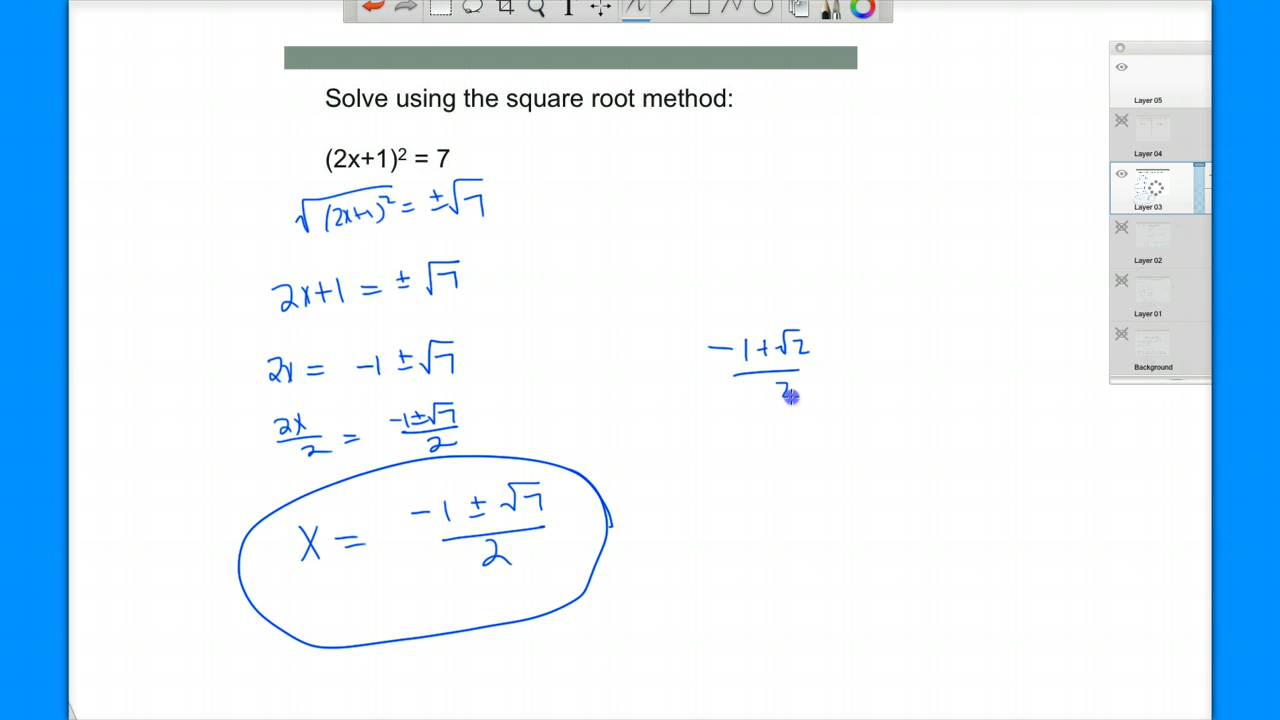 Solve using the square root method:
(2x+1)² = 7
√(2x+1)² = ±√7
2x+1 = ±√7
2x = -1 ±√7
2x/2 = -1±√7/2
X = -1 ± √7/2
-1+√2/2
Layer 05
Layer 04
Layer 03
Layer 02
Layer 01
Background